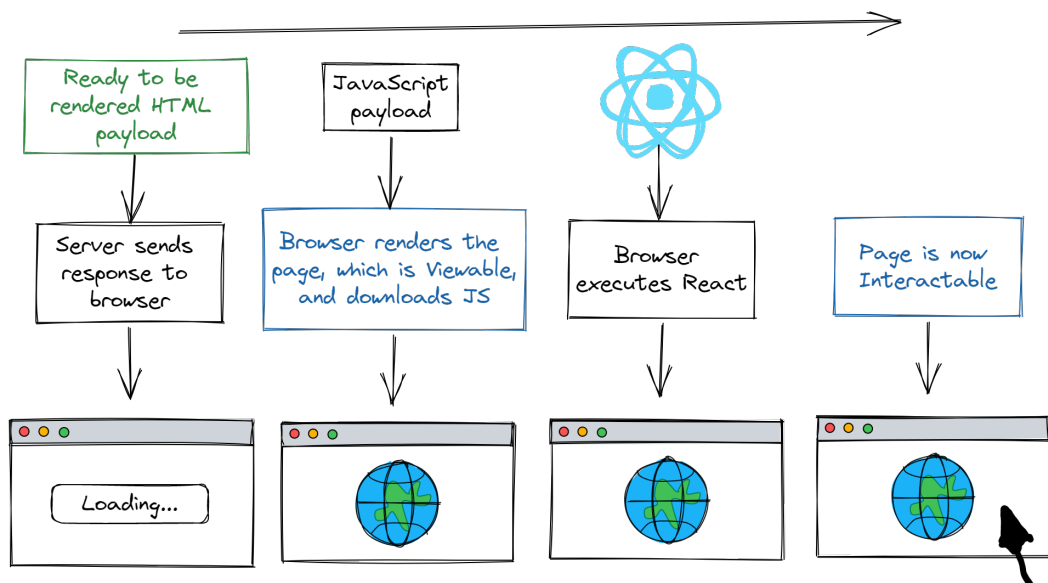 Ready to be
rendered HTML
payload
JavaScript
payload
Server sends
response to
browser
Browser renders the
page, which is Viewable,
and downloads JS
Browser
executes React
Page is now
Interactable
Loading...